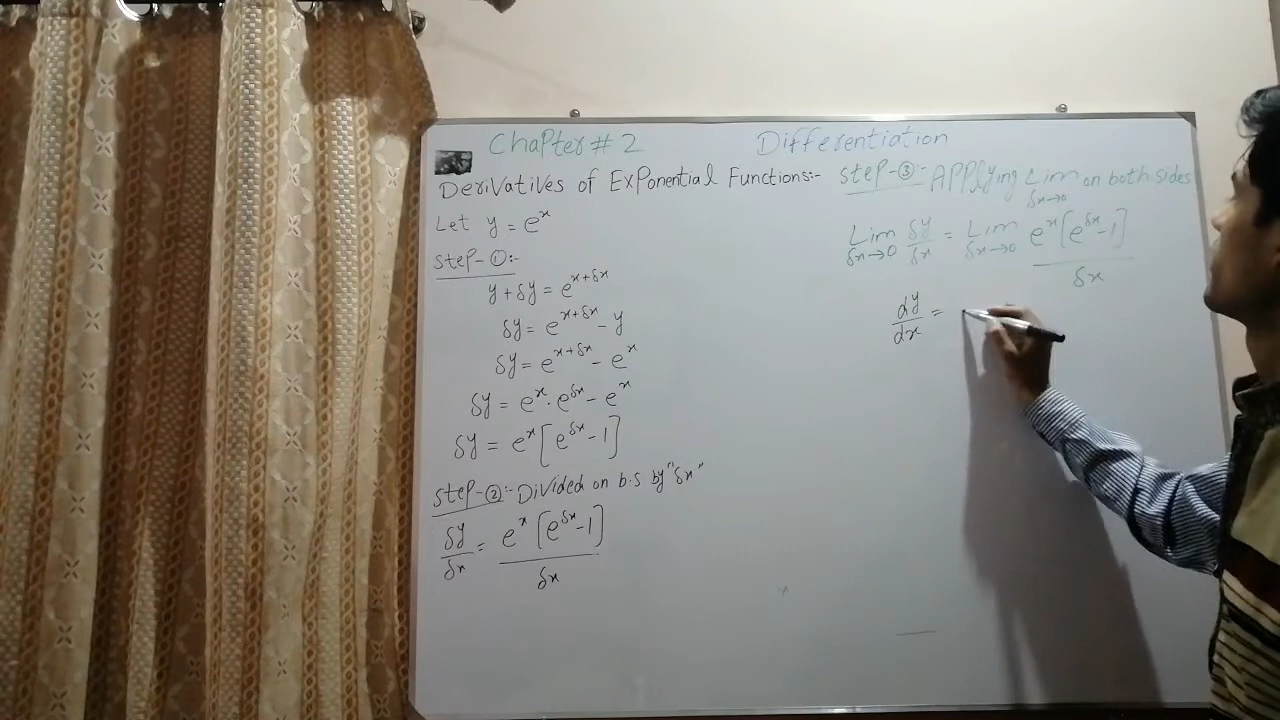 Chapter # 2 Differentiation
Derivatives of Exponential Functions:-
Let y = e^x
Step-①:-
y + δy = e^{x+δx}
δy = e^{x+δx} - y
δy = e^{x+δx} - e^x
δy = e^x . e^{δx} - e^x
δy = e^x [e^{δx} - 1]
Step-②:- Divided on b.s by "δx"
δy/δx = e^x [e^{δx} - 1] / δx
Step-③:- Applying Lim δx→0 on both sides
Lim δx→0 δy/δx = Lim δx→0 e^x [e^{δx} - 1] / δx
dy/dx =